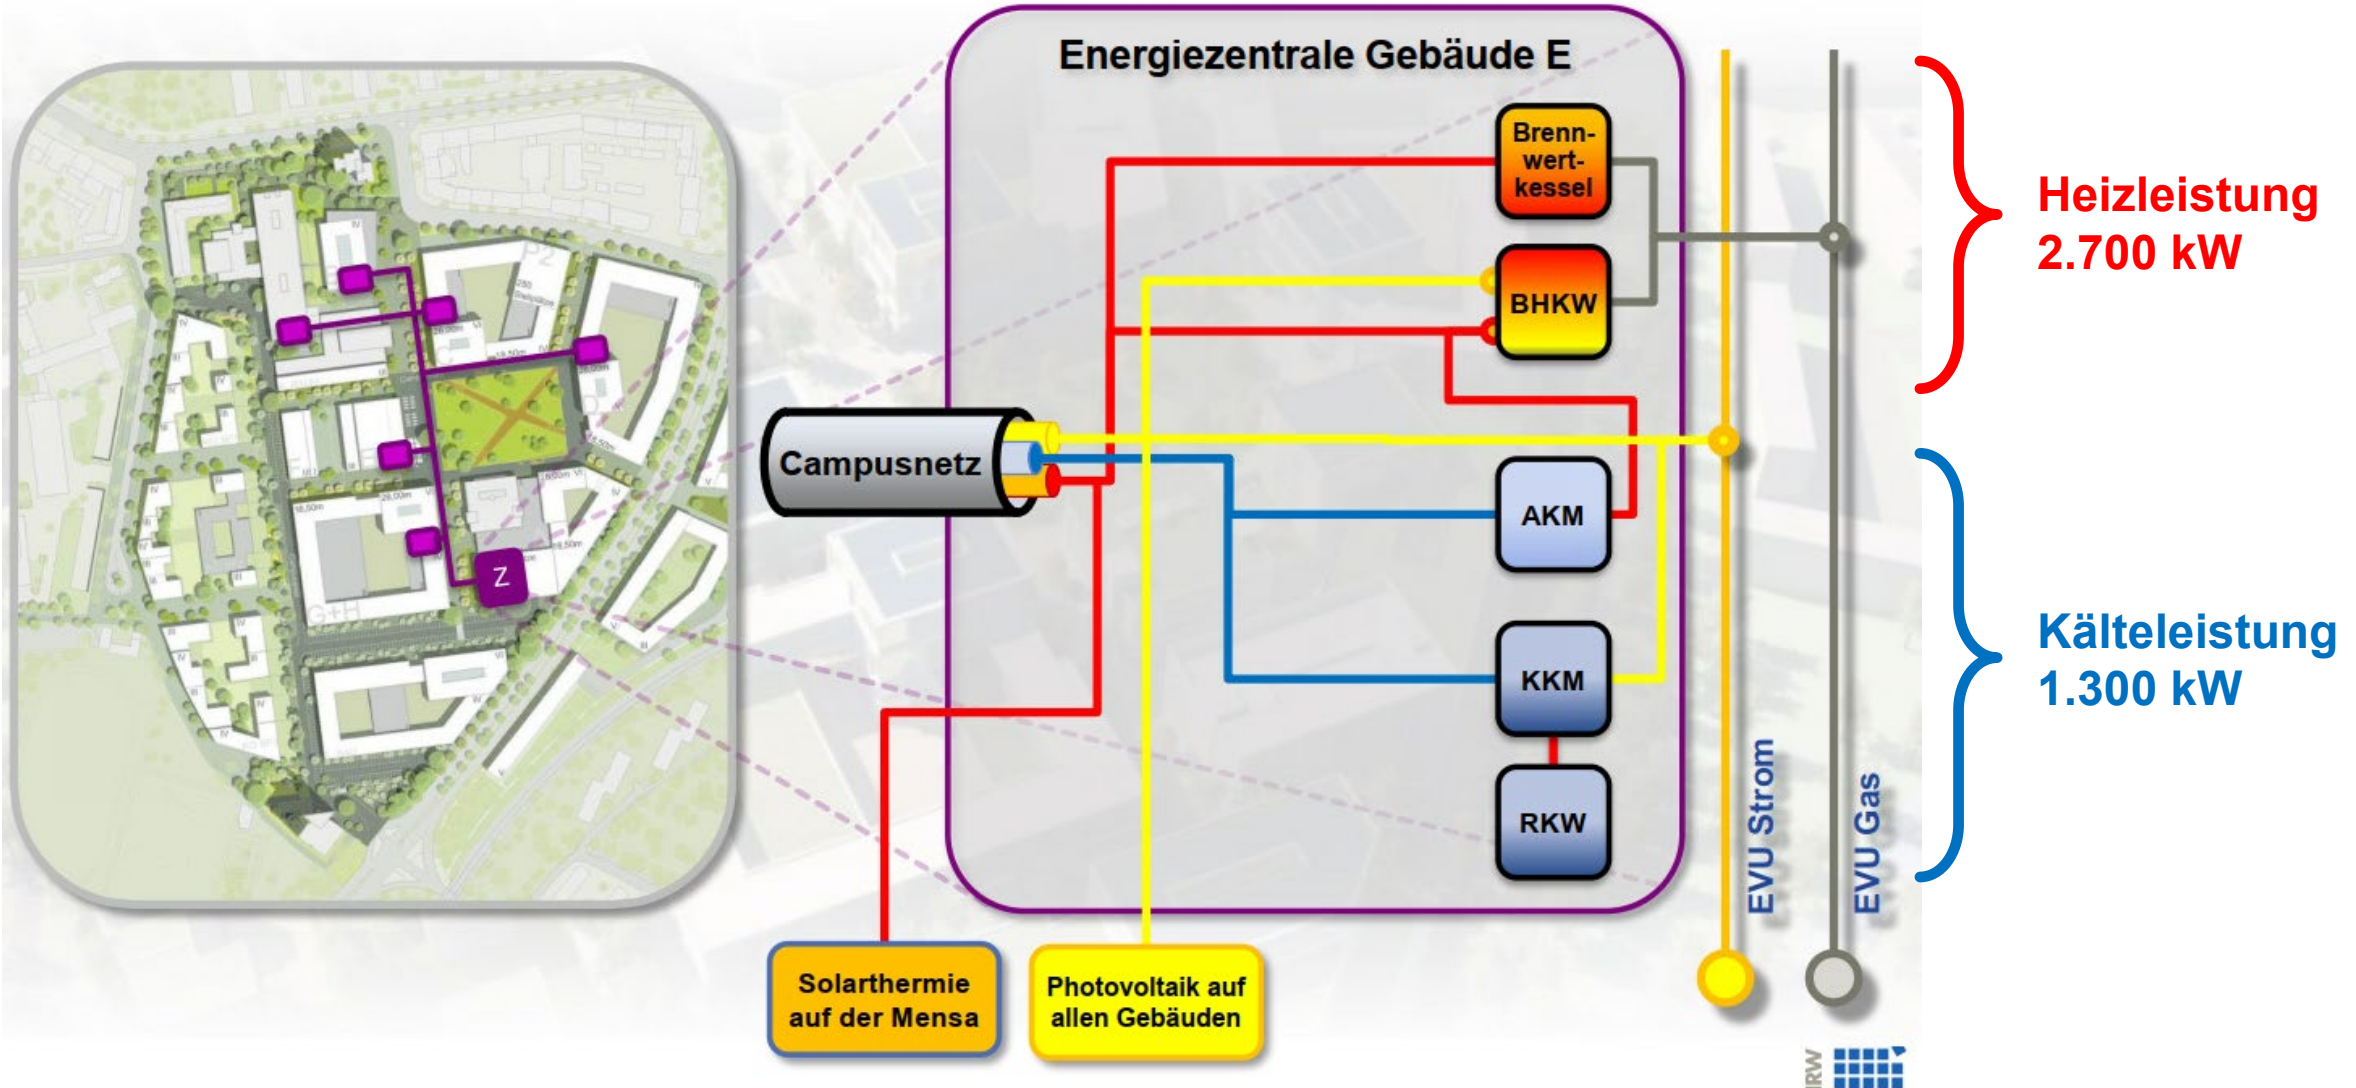 Energiezentrale Gebäude E
Brenn-
wert-
kessel
BHKW
Campusnetz
AKM
KKM
RKW
EVU Strom
EVU Gas
Solarthermie
auf der Mensa
Photovoltaik auf
allen Gebäuden
Heizleistung
2.700 kW
Kälteleistung
1.300 kW
P2
G+H
Z